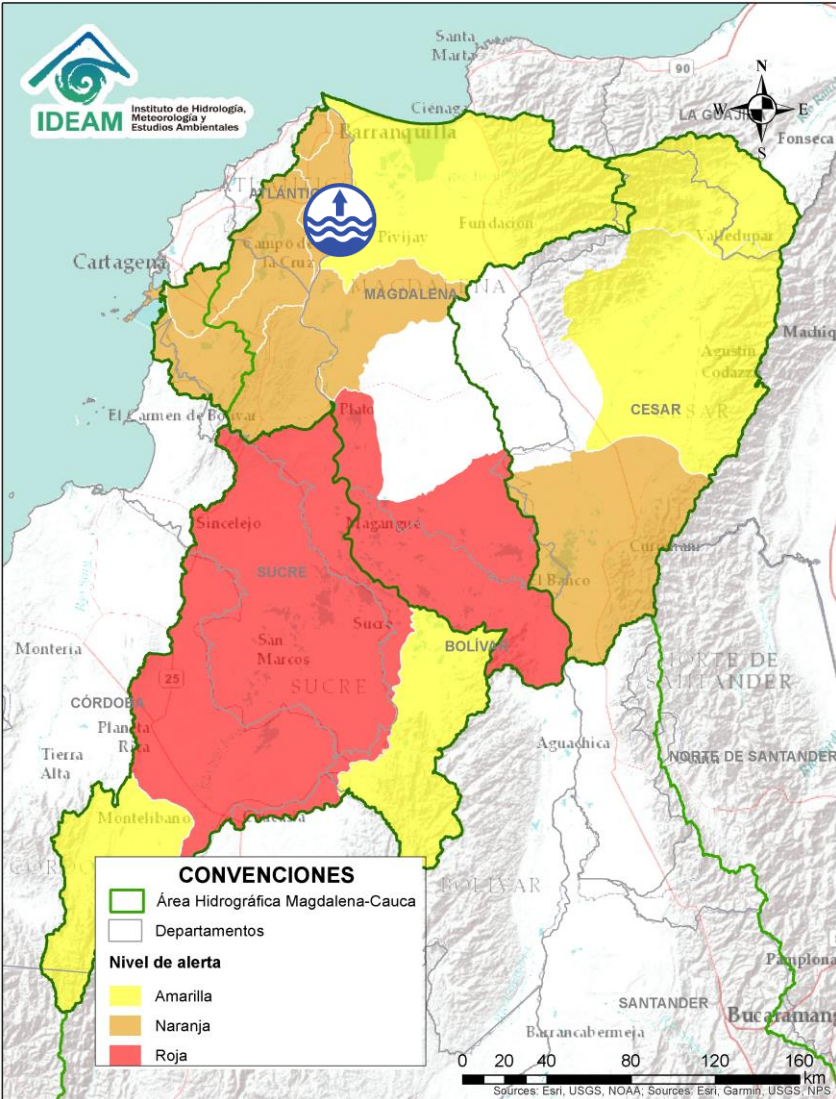 IDEAM
Instituto de Hidrología,
Meteorología y
Estudios Ambientales
Santa
Marta
90
N
W
E
S
Ciénaga
LA GUAJIRA
Fonseca
Barranquilla
ATLÁNTICO
Pivijay
Fundación
Valledupar
Campo de
la Cruz
Cartagena
MAGDALENA
MAGDALENA
Agustín
Codazzi
CESAR
El Carmen de Bolívar
Plato
Sincelejo
Magangué
SUCRE
El Banco
Sucre
San
Marcos
BOLÍVAR
SUCRE
Montería
25
CÓRDOBA
Planeta
Rica
Tierra
Alta
NORTE DE
SANTANDER
Aguachica
NORTE DE SANTANDER
Montelíbano
BOLÍVAR
CONVENCIONES
Área Hidrográfica Magdalena-Cauca
Departamentos
Nivel de alerta
Amarilla
Naranja
Roja
Pamplona
SANTANDER
Bucaramang
Barrancabermeja
0 20 40 80 120 160
km
Sources: Esri, USGS, NOAA; Sources: Esri, Garmin, USGS, NPS